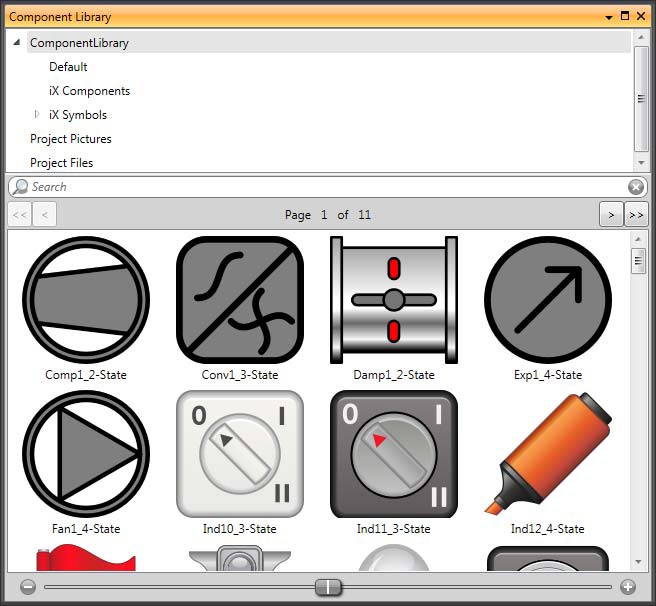 Component Library
ComponentLibrary
Default
iX Components
iX Symbols
Project Pictures
Project Files
Search
<< < Page 1 of 11 > >>
Comp1_2-State Conv1_3-State Damp1_2-State Exp1_4-State
0 I II 0 I II
Fan1_4-State Ind10_3-State Ind11_3-State Ind12_4-State